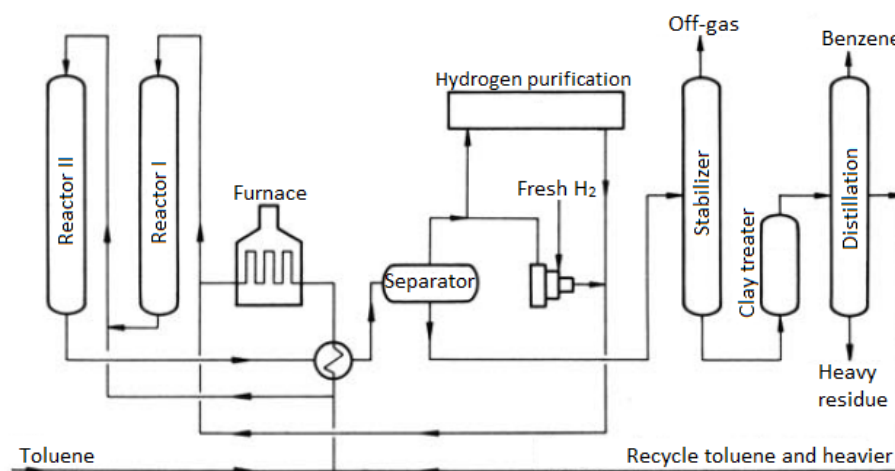 Off-gas
Benzene
Hydrogen purification
Reactor II
Reactor I
Furnace
Fresh H₂
Separator
Stabilizer
Clay treater
Distillation
Heavy
residue
Toluene
Recycle toluene and heavier